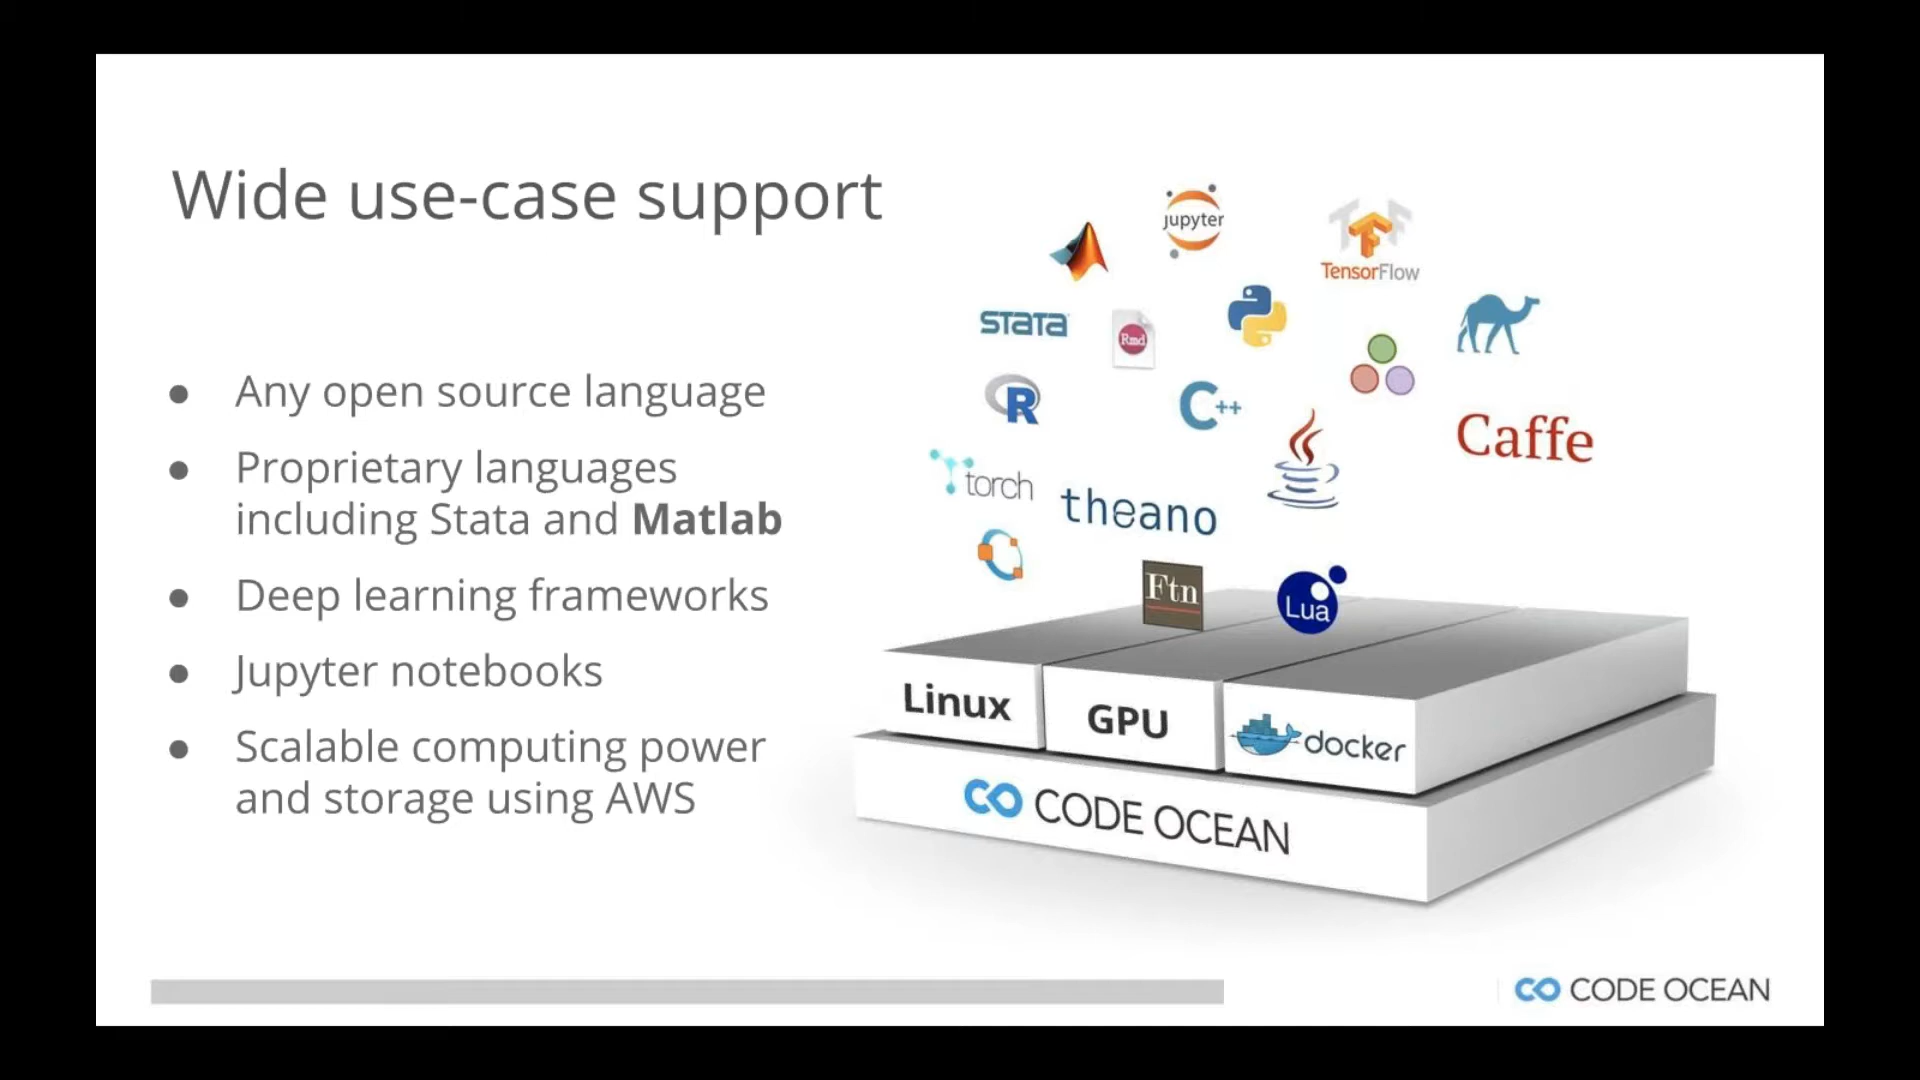 Wide use-case support
● Any open source language
● Proprietary languages
including Stata and Matlab
● Deep learning frameworks
● Jupyter notebooks
● Scalable computing power
and storage using AWS
jupyter
TF
TensorFlow
STATA
Rmd
R
C++
Caffe
torch
theano
Ftn
Lua
Linux
GPU
docker
CODE OCEAN
CODE OCEAN